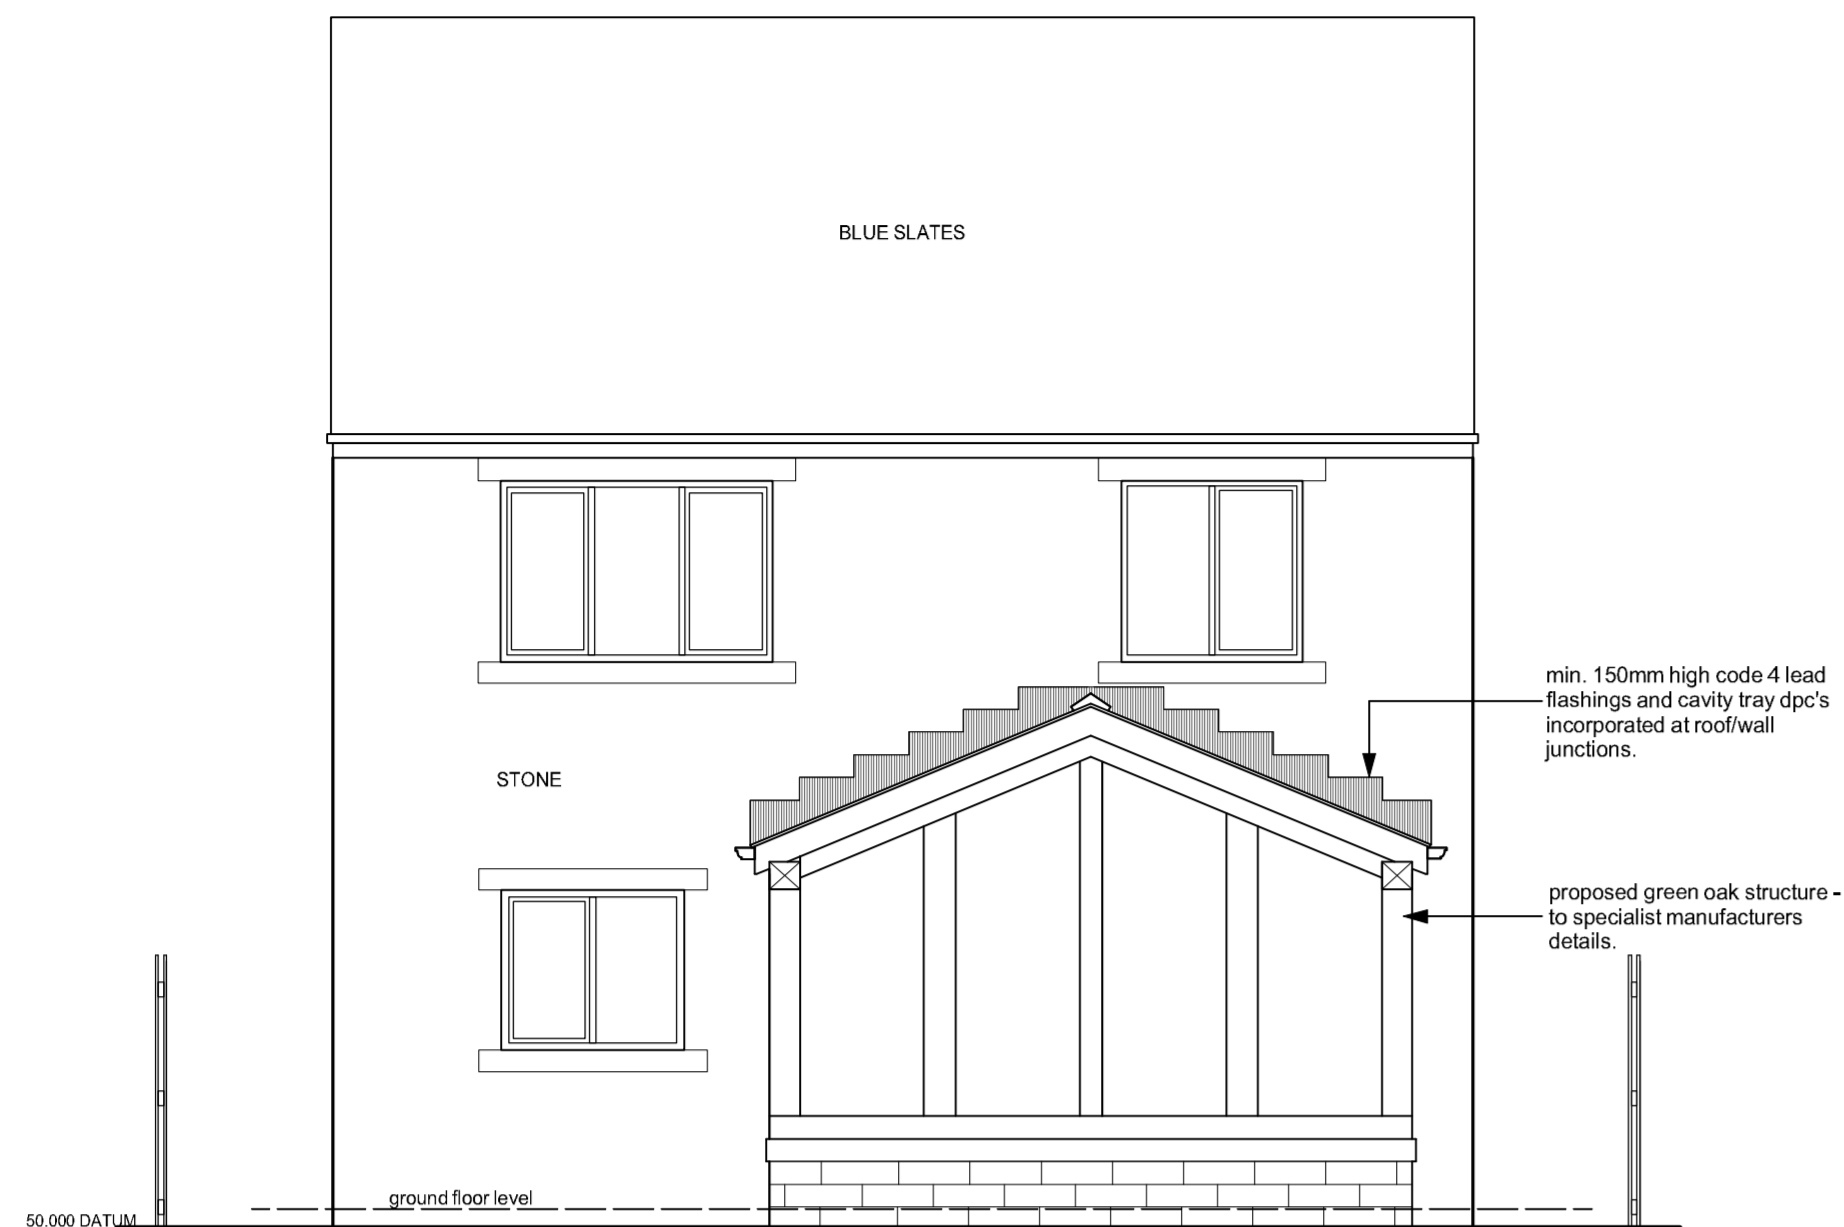 BLUE SLATES
min. 150mm high code 4 lead
flashings and cavity tray dpc's
incorporated at roof/wall
junctions.
STONE
proposed green oak structure -
to specialist manufacturers
details.
ground floor level
50.000 DATUM